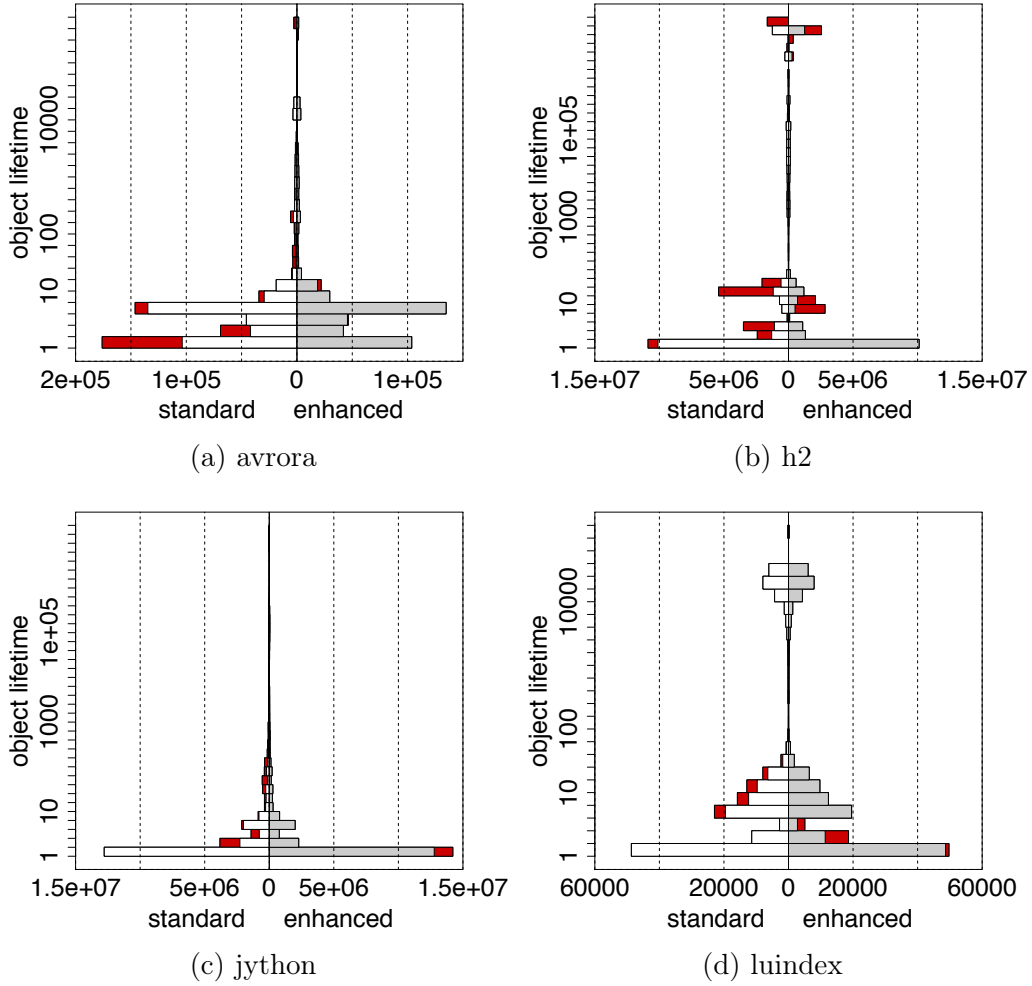 object lifetime
1 10 100 10000
2e+05 1e+05 0 1e+05
standard enhanced
(a) avrora
object lifetime
1 10 1000 1e+05
1.5e+07 5e+06 0 5e+06 1.5e+07
standard enhanced
(b) h2
object lifetime
1 10 1000 1e+05
1.5e+07 5e+06 0 5e+06 1.5e+07
standard enhanced
(c) jython
object lifetime
1 10 100 10000
60000 20000 0 20000 60000
standard enhanced
(d) luindex